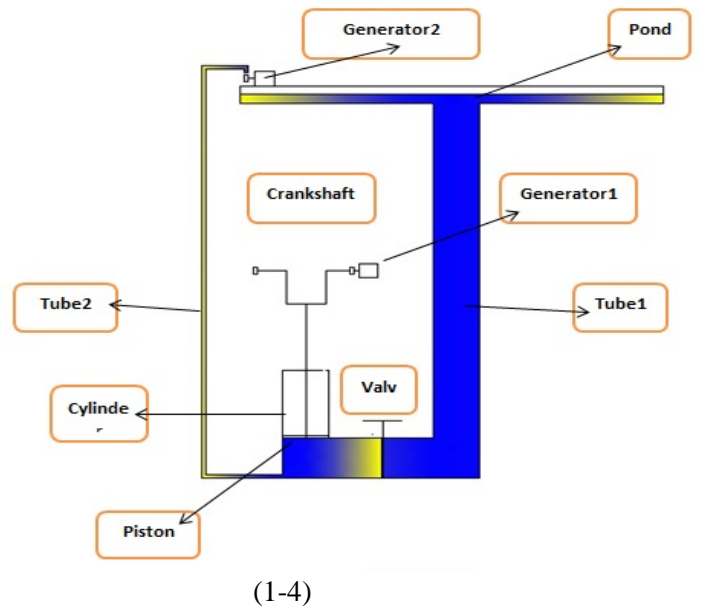 Generator2
Pond
Crankshaft
Generator1
Tube2
Tube1
Valv
Cylinde
r
Piston
(1-4)